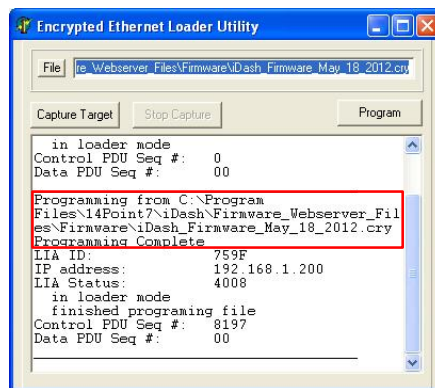 Encrypted Ethernet Loader Utility
File re_Webserver_Files\Firmware\iDash_Firmware_May_18_2012.cry
Capture Target Stop Capture Program
in loader mode
Control PDU Seq #: 0
Data PDU Seq #: 00
Programming from C:\Program
Files\14Point7\iDash\Firmware_Webserver_Fil
es\Firmware\iDash_Firmware_May_18_2012.cry
Programming Complete
LIA ID: 759F
IP address: 192.168.1.200
LIA Status: 4008
in loader mode
finished programing file
Control PDU Seq #: 8197
Data PDU Seq #: 00